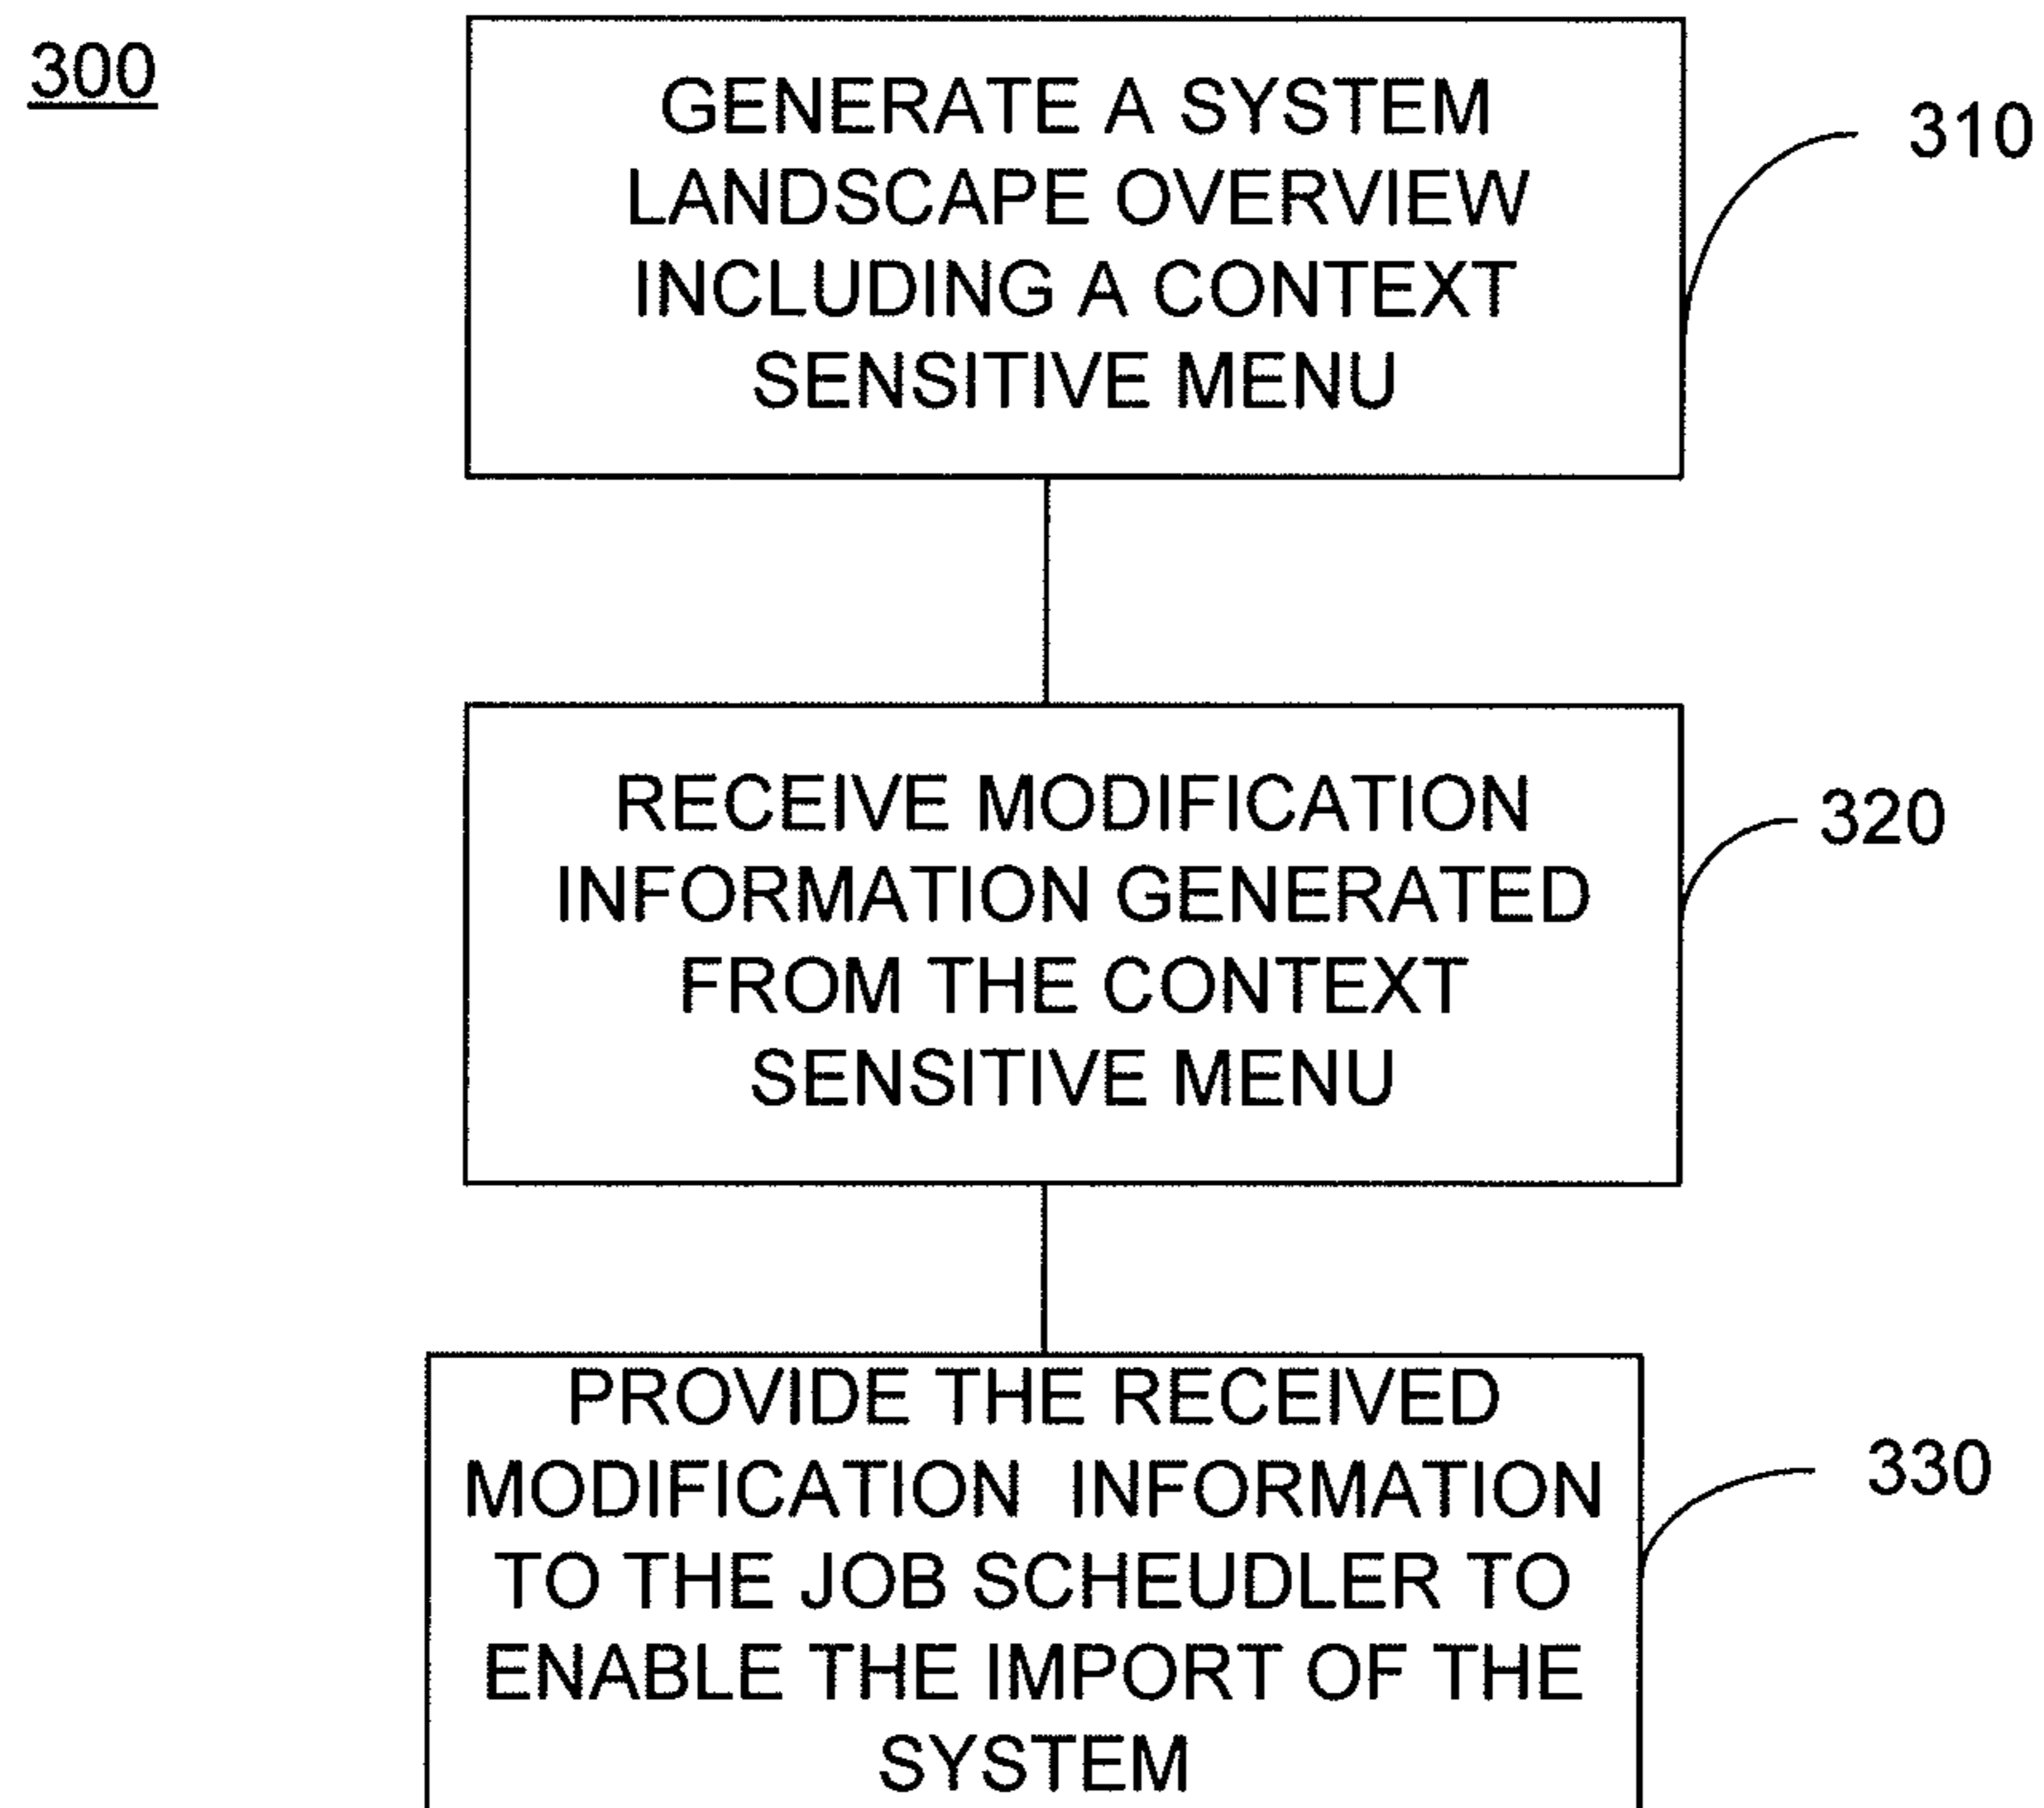 300
GENERATE A SYSTEM
LANDSCAPE OVERVIEW
INCLUDING A CONTEXT
SENSITIVE MENU
310
RECEIVE MODIFICATION
INFORMATION GENERATED
FROM THE CONTEXT
SENSITIVE MENU
320
PROVIDE THE RECEIVED
MODIFICATION INFORMATION
TO THE JOB SCHEUDLER TO
ENABLE THE IMPORT OF THE
SYSTEM
330